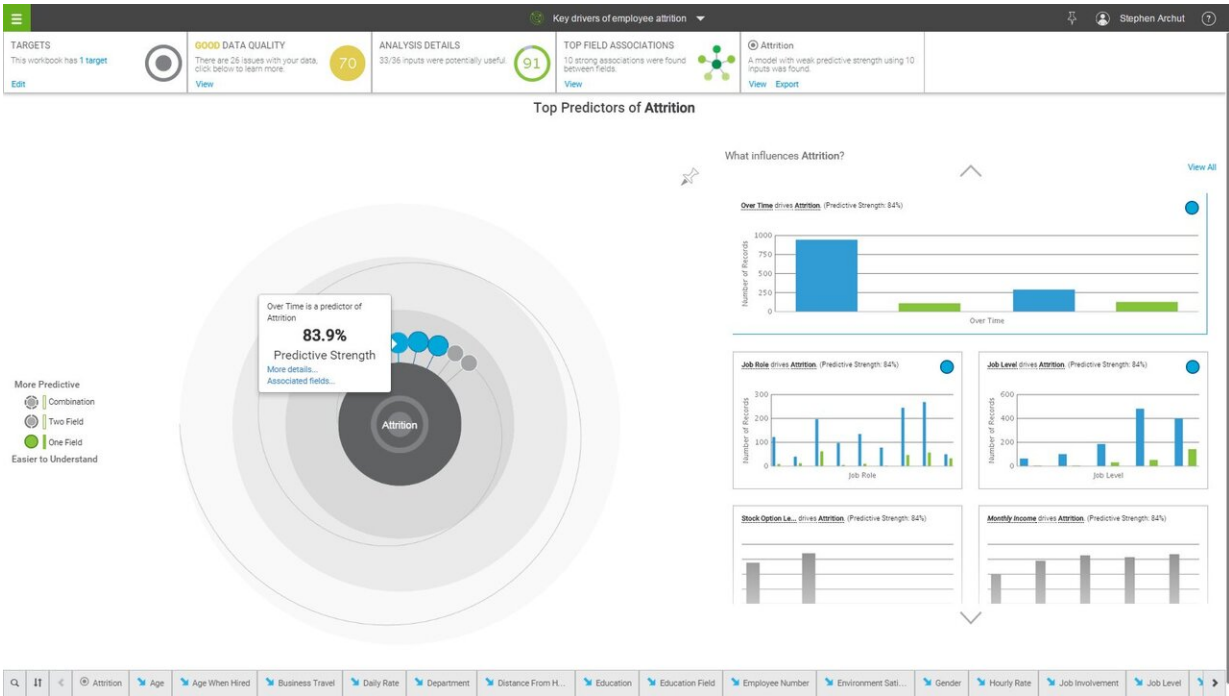 Key drivers of employee attrition
Stephen Archut
?
TARGETS
This workbook has 1 target
Edit
GOOD DATA QUALITY
There are 26 issues with your data,
click below to learn more.
View
70
ANALYSIS DETAILS
33/36 inputs were potentially useful.
91
TOP FIELD ASSOCIATIONS
10 strong associations were found
between fields.
View
Attrition
A model with weak predictive strength using 10
inputs was found.
View Export
Top Predictors of Attrition
More Predictive
Combination
Two Field
One Field
Easier to Understand
Over Time is a predictor of
Attrition
83.9%
Predictive Strength
More details...
Associated fields...
Attrition
What influences Attrition?
View All
Over Time drives Attrition. (Predictive Strength: 84%)
Number of Records
1000
750
500
250
0
Over Time
Job Role drives Attrition. (Predictive Strength: 84%)
Number of Records
300
200
100
0
Job Role
Job Level drives Attrition. (Predictive Strength: 84%)
Number of Records
600
400
200
0
Job Level
Stock Option Le... drives Attrition. (Predictive Strength: 84%)
Monthly Income drives Attrition. (Predictive Strength: 84%)
Attrition
Age
Age When Hired
Business Travel
Daily Rate
Department
Distance From H...
Education
Education Field
Employee Number
Environment Sati...
Gender
Hourly Rate
Job Involvement
Job Level